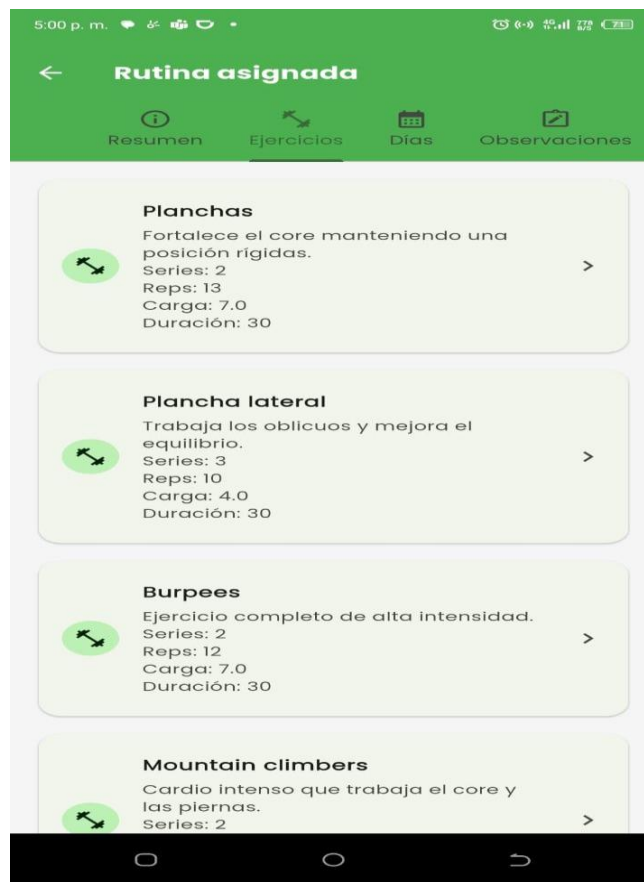 5:00 p. m.
4G
778
B/S
73
Rutina asignada
Resumen
Ejercicios
Días
Observaciones
Planchas
Fortalece el core manteniendo una
posición rígidas.
Series: 2
Reps: 13
Carga: 7.0
Duración: 30
Plancha lateral
Trabaja los oblicuos y mejora el
equilibrio.
Series: 3
Reps: 10
Carga: 4.0
Duración: 30
Burpees
Ejercicio completo de alta intensidad.
Series: 2
Reps: 12
Carga: 7.0
Duración: 30
Mountain climbers
Cardio intenso que trabaja el core y
las piernas.
Series: 2